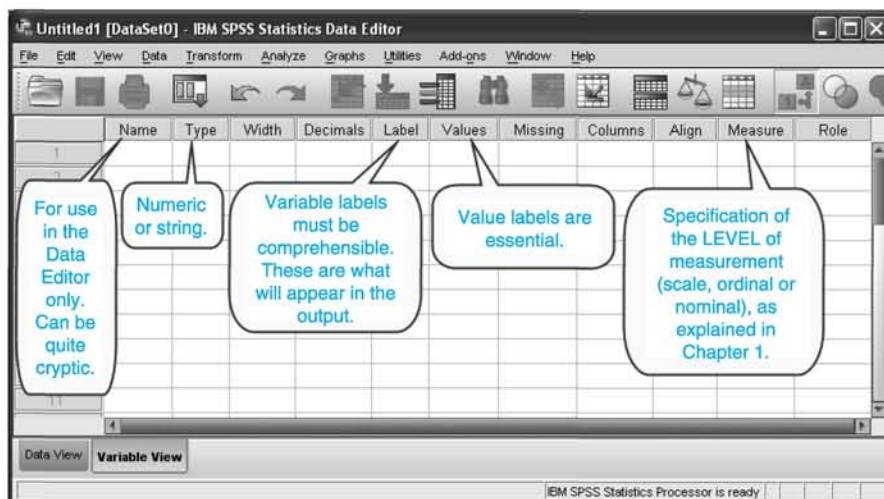 Untitled1 [DataSet0] - IBM SPSS Statistics Data Editor
File Edit View Data Transform Analyze Graphs Utilities Add-ons Window Help
Name Type Width Decimals Label Values Missing Columns Align Measure Role
1
For use
in the
Data
Editor
only.
Can be
quite
cryptic.
Numeric
or string.
Variable labels
must be
comprehensible.
These are what
will appear in the
output.
Value labels are
essential.
Specification of
the LEVEL of
measurement
(scale, ordinal or
nominal), as
explained in
Chapter 1.
Data View Variable View
IBM SPSS Statistics Processor is ready